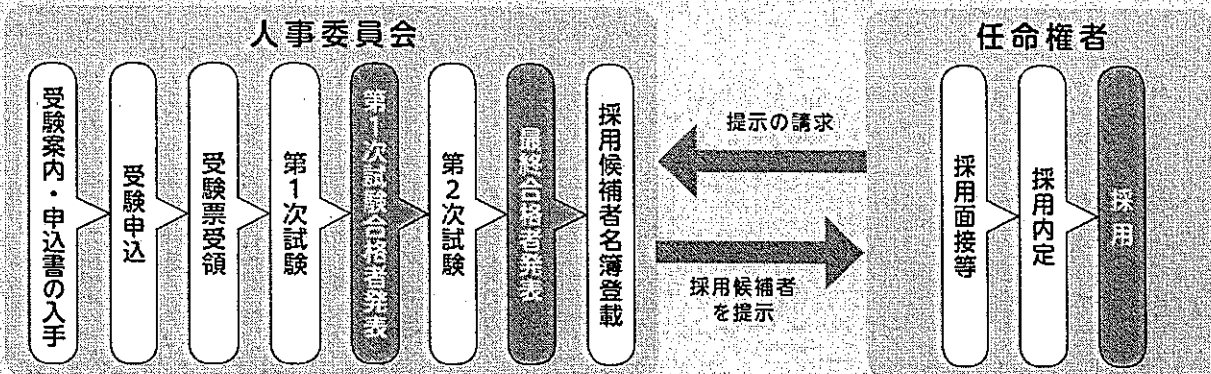 人事委員会
受験案内・申込書の入手
受験申込
受験票受領
第1次試験
第1次試験合格者発表
第2次試験
最終合格者発表
採用候補者名簿登載
提示の請求
採用候補者
を提示
任命権者
採用面接等
採用内定
採用